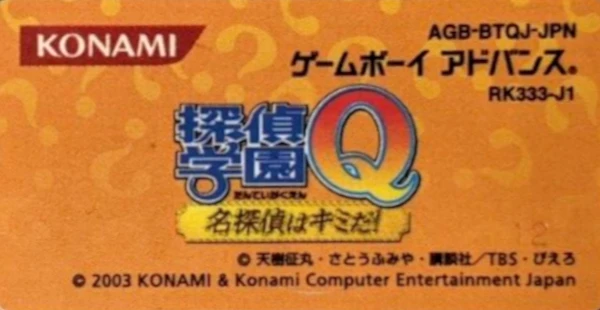 KONAMI
AGB-BTQJ-JPN
ゲームボーイ アドバンス®
RK333-J1
探偵学園Q
たんていがくえん
名探偵はキミだ!
12
© 天樹征丸・さとうふみや・講談社/TBS・ぴえろ
© 2003 KONAMI & Konami Computer Entertainment Japan